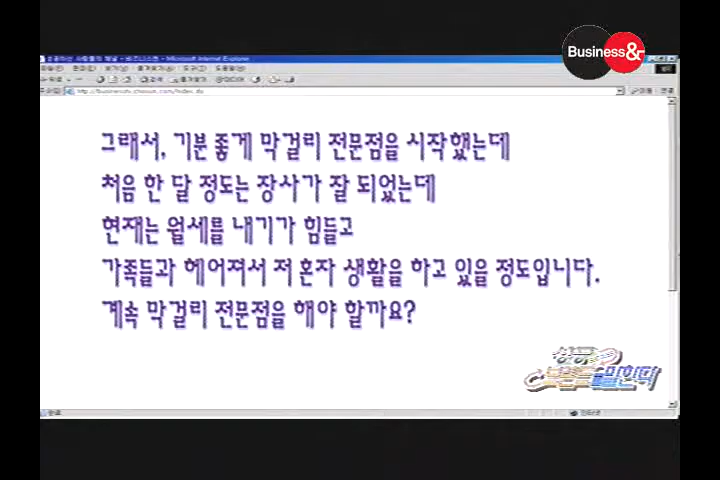 Business&
그래서, 기분 좋게 막걸리 전문점을 시작했는데
처음 한 달 정도는 장사가 잘 되었는데
현재는 월세를 내기가 힘들고
가족들과 헤어져서 저 혼자 생활을 하고 있을 정도입니다.
계속 막걸리 전문점을 해야 할까요?